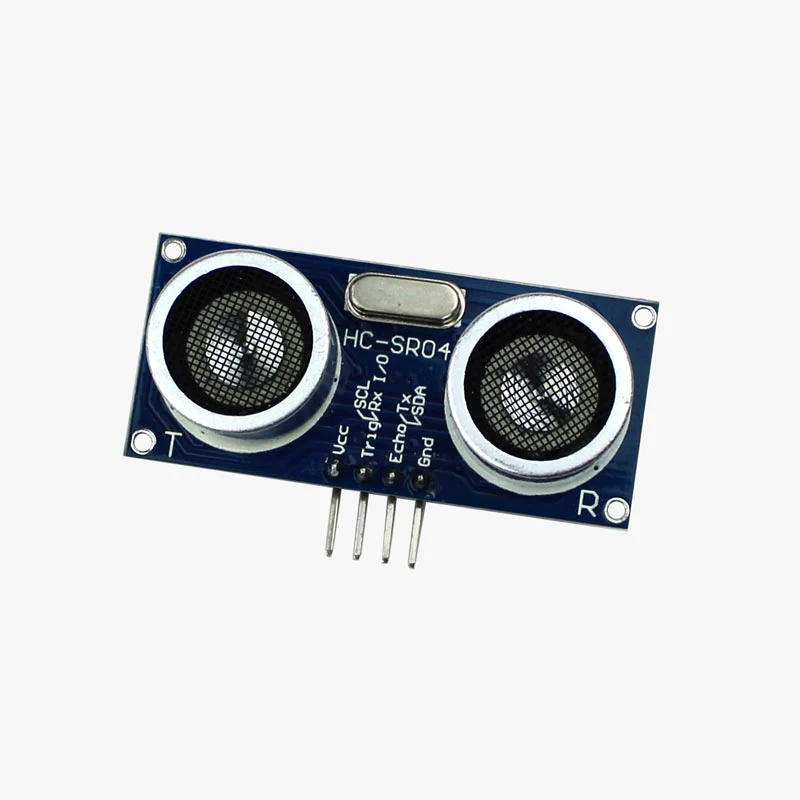 HC-SR04
Vcc
Trig/Rx/SCL I/O
Echo/Tx/SDA
Gnd
T
R